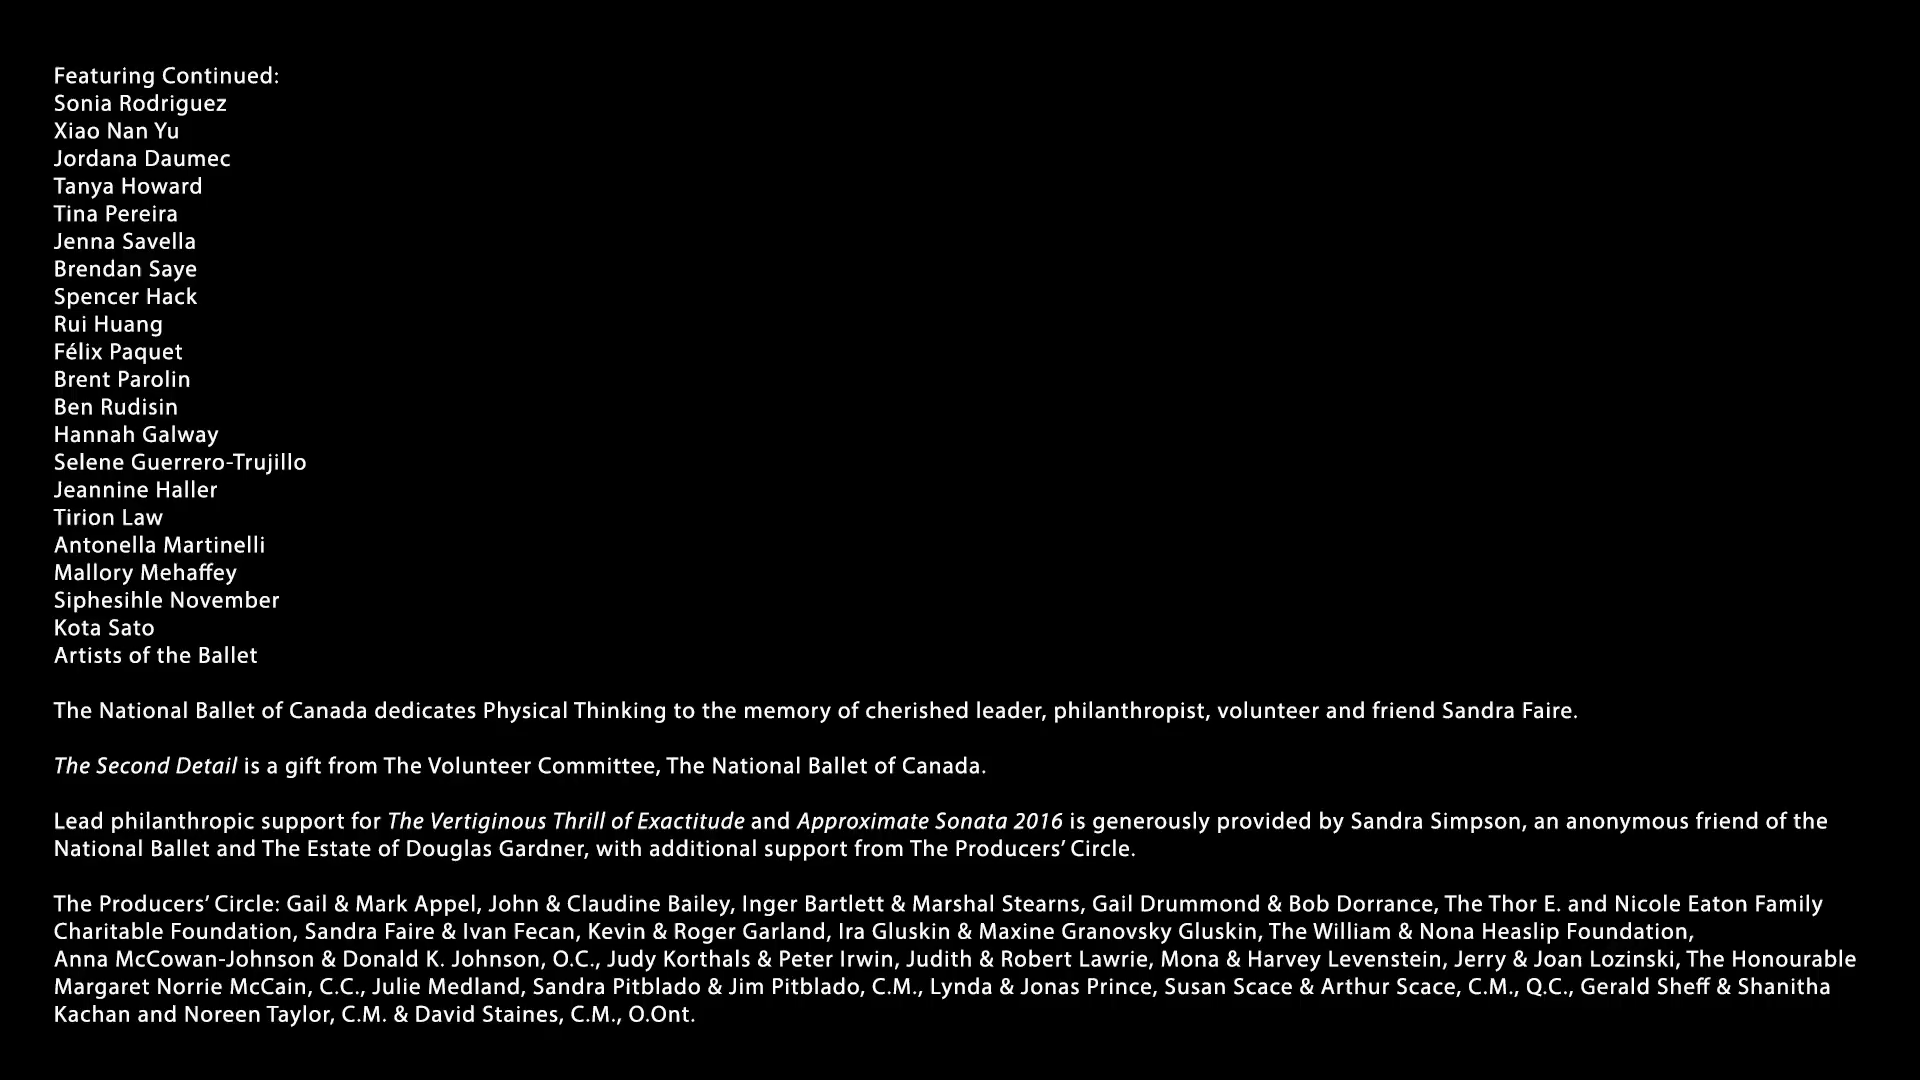 Featuring Continued:
Sonia Rodriguez
Xiao Nan Yu
Jordana Daumec
Tanya Howard
Tina Pereira
Jenna Savella
Brendan Saye
Spencer Hack
Rui Huang
Félix Paquet
Brent Parolin
Ben Rudisin
Hannah Galway
Selene Guerrero-Trujillo
Jeannine Haller
Tirion Law
Antonella Martinelli
Mallory Mehaffey
Siphesihle November
Kota Sato
Artists of the Ballet
The National Ballet of Canada dedicates Physical Thinking to the memory of cherished leader, philanthropist, volunteer and friend Sandra Faire.
The Second Detail is a gift from The Volunteer Committee, The National Ballet of Canada.
Lead philanthropic support for The Vertiginous Thrill of Exactitude and Approximate Sonata 2016 is generously provided by Sandra Simpson, an anonymous friend of the
National Ballet and The Estate of Douglas Gardner, with additional support from The Producers’ Circle.
The Producers’ Circle: Gail & Mark Appel, John & Claudine Bailey, Inger Bartlett & Marshal Stearns, Gail Drummond & Bob Dorrance, The Thor E. and Nicole Eaton Family
Charitable Foundation, Sandra Faire & Ivan Fecan, Kevin & Roger Garland, Ira Gluskin & Maxine Granovsky Gluskin, The William & Nona Heaslip Foundation,
Anna McCowan-Johnson & Donald K. Johnson, O.C., Judy Korthals & Peter Irwin, Judith & Robert Lawrie, Mona & Harvey Levenstein, Jerry & Joan Lozinski, The Honourable
Margaret Norrie McCain, C.C., Julie Medland, Sandra Pitblado & Jim Pitblado, C.M., Lynda & Jonas Prince, Susan Scace & Arthur Scace, C.M., Q.C., Gerald Sheff & Shanitha
Kachan and Noreen Taylor, C.M. & David Staines, C.M., O.Ont.